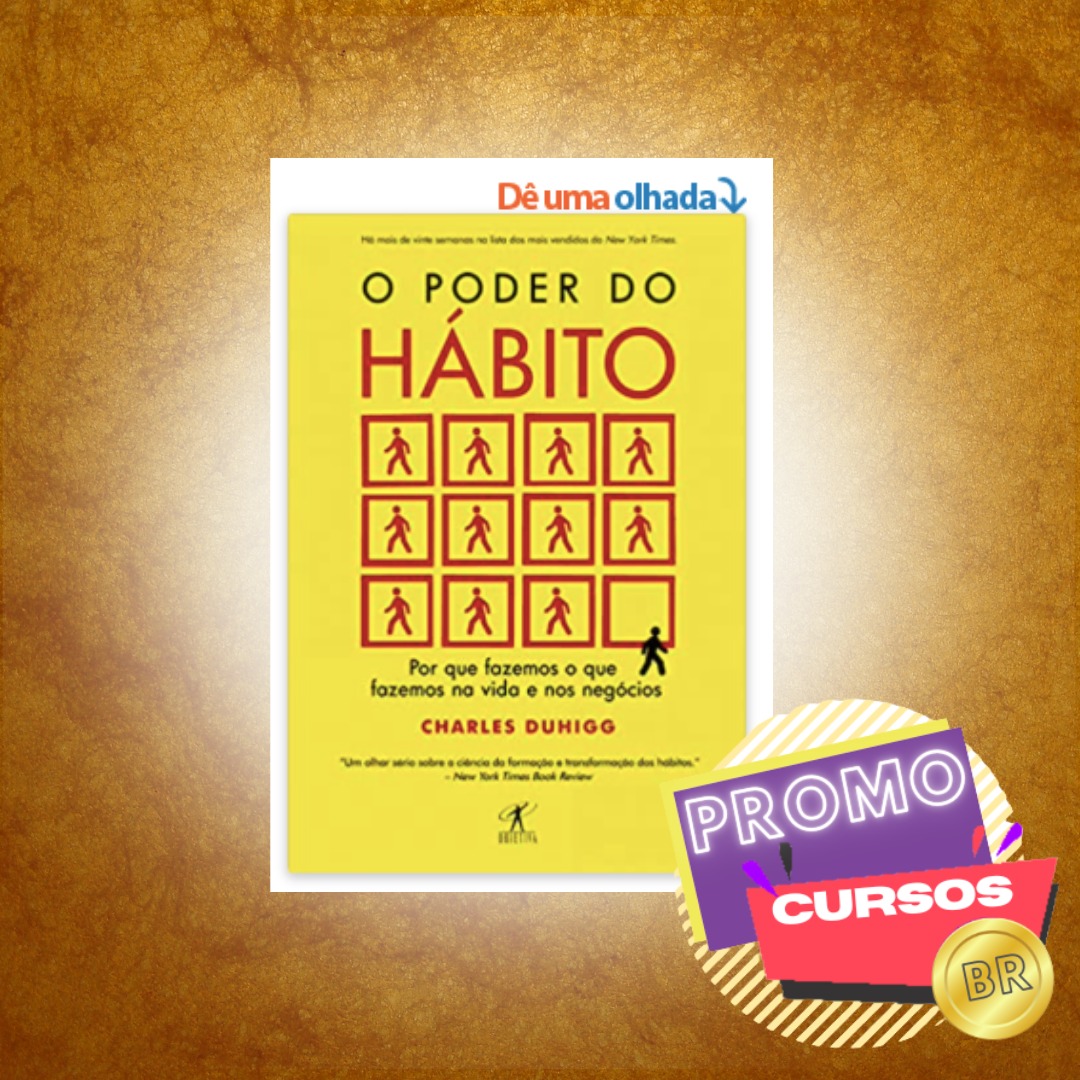 Dê uma olhada
Há mais de vinte semanas na lista dos mais vendidos do New York Times.
O PODER DO
HÁBITO
Por que fazemos o que
fazemos na vida e nos negócios
CHARLES DUHIGG
"Um olhar sério sobre a ciência da formação e transformação dos hábitos."
– New York Times Book Review
OBJETIVA
PROMO
CURSOS
BR